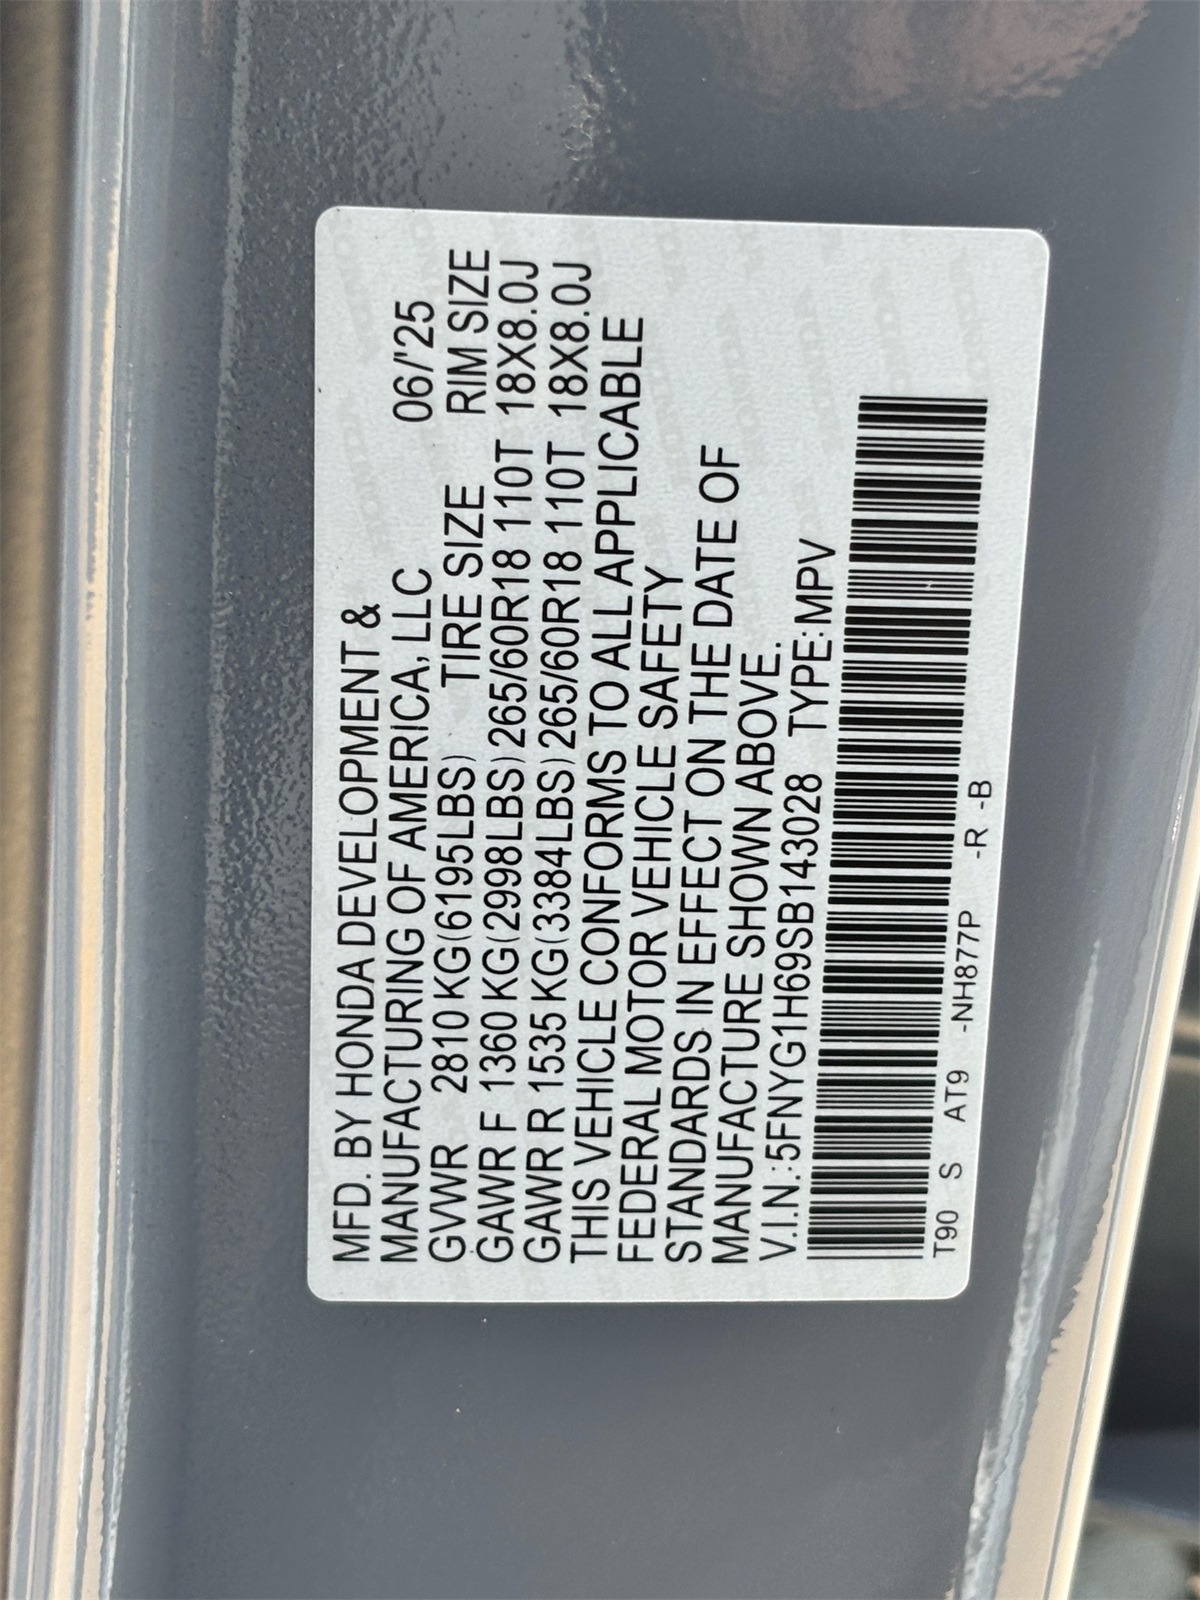 MFD. BY HONDA DEVELOPMENT &
MANUFACTURING OF AMERICA, LLC 06/'25
GVWR 2810 KG(6195LBS) TIRE SIZE RIM SIZE
GAWR F 1360 KG(2998LBS) 265/60R18 110T 18X8.0J
GAWR R 1535 KG(3384LBS) 265/60R18 110T 18X8.0J
THIS VEHICLE CONFORMS TO ALL APPLICABLE
FEDERAL MOTOR VEHICLE SAFETY
STANDARDS IN EFFECT ON THE DATE OF
MANUFACTURE SHOWN ABOVE.
V.I.N.:5FNYG1H69SB143028 TYPE:MPV
T90 S AT9 -NH877P -R -B